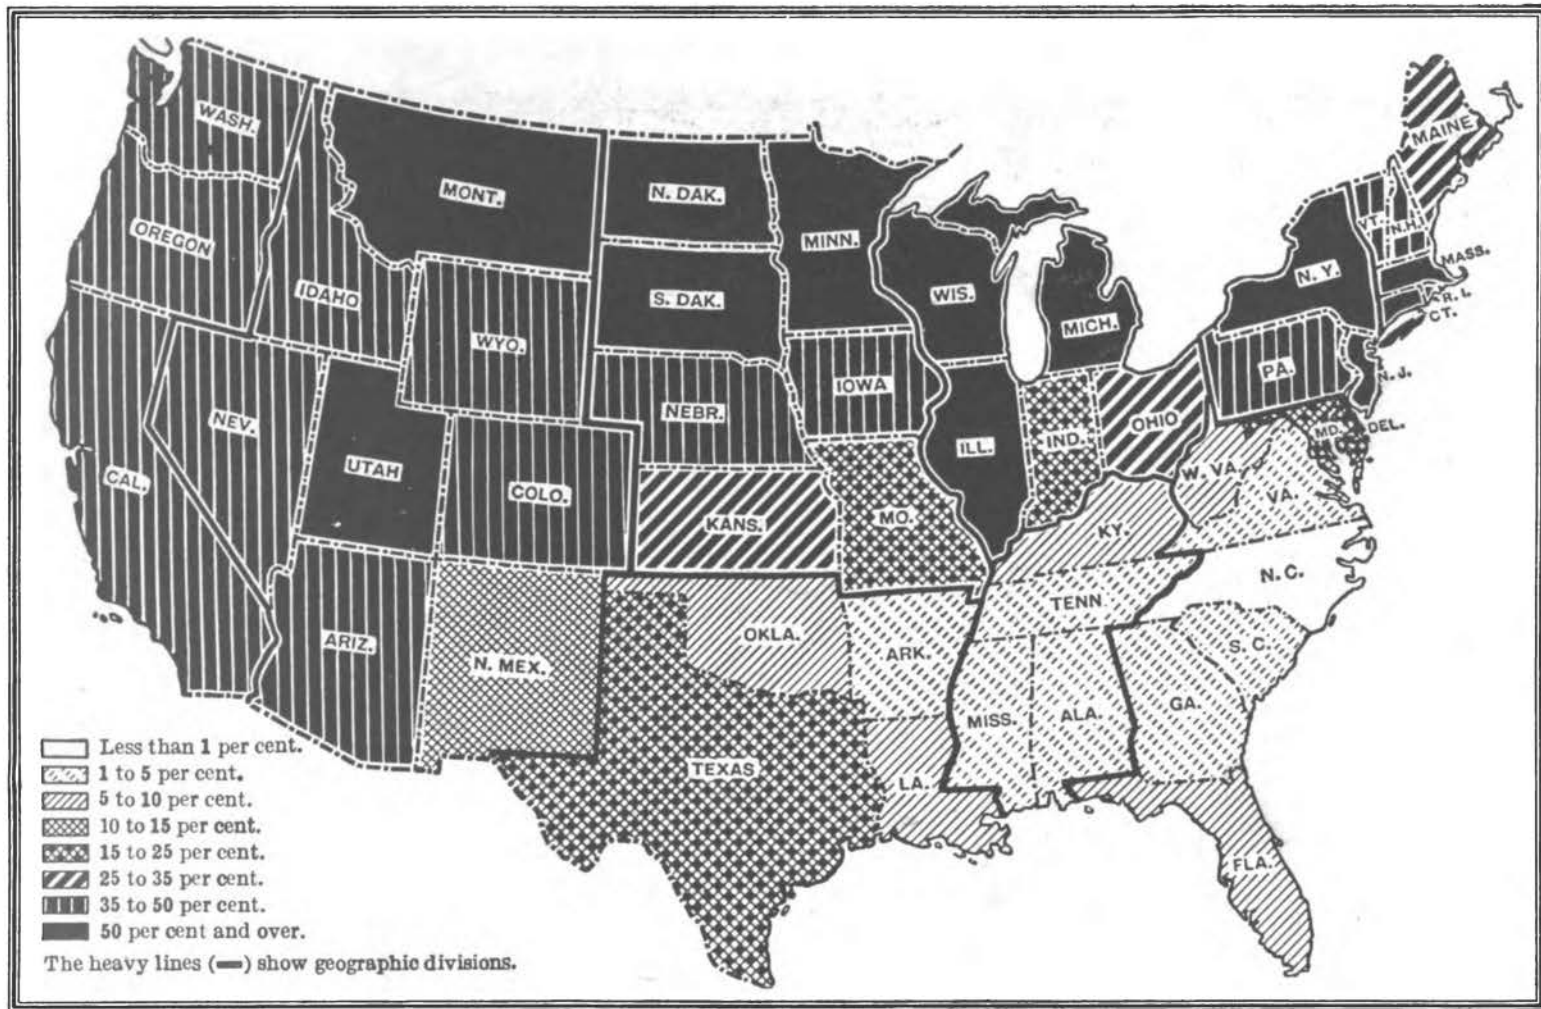 WASH.
MONT.
N. DAK.
MINN.
MAINE
OREGON
IDAHO
S. DAK.
WIS.
MICH.
VT.
N.H.
N. Y.
MASS.
R. I.
CT.
WYO.
IOWA
PA.
N. J.
NEV.
NEBR.
CAL.
UTAH
COLO.
KANS.
MO.
ILL.
IND.
OHIO
W. VA.
MD.
DEL.
VA.
KY.
N. C.
TENN
ARIZ.
N. MEX.
OKLA.
ARK.
S. C.
MISS.
ALA.
GA.
TEXAS
LA.
FLA.
Less than 1 per cent.
1 to 5 per cent.
5 to 10 per cent.
10 to 15 per cent.
15 to 25 per cent.
25 to 35 per cent.
35 to 50 per cent.
50 per cent and over.
The heavy lines (▬) show geographic divisions.